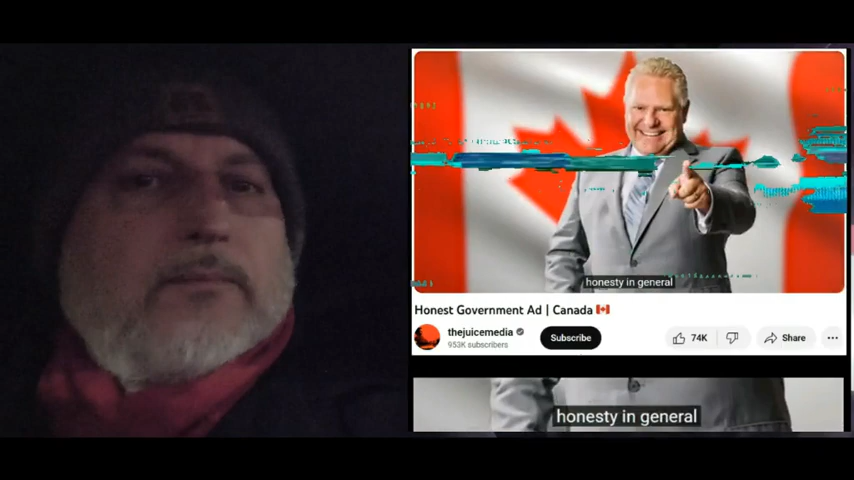 honesty in general
Honest Government Ad | Canada 🇨🇦
thejuicemedia
953K subscribers
Subscribe
74K
Share
honesty in general